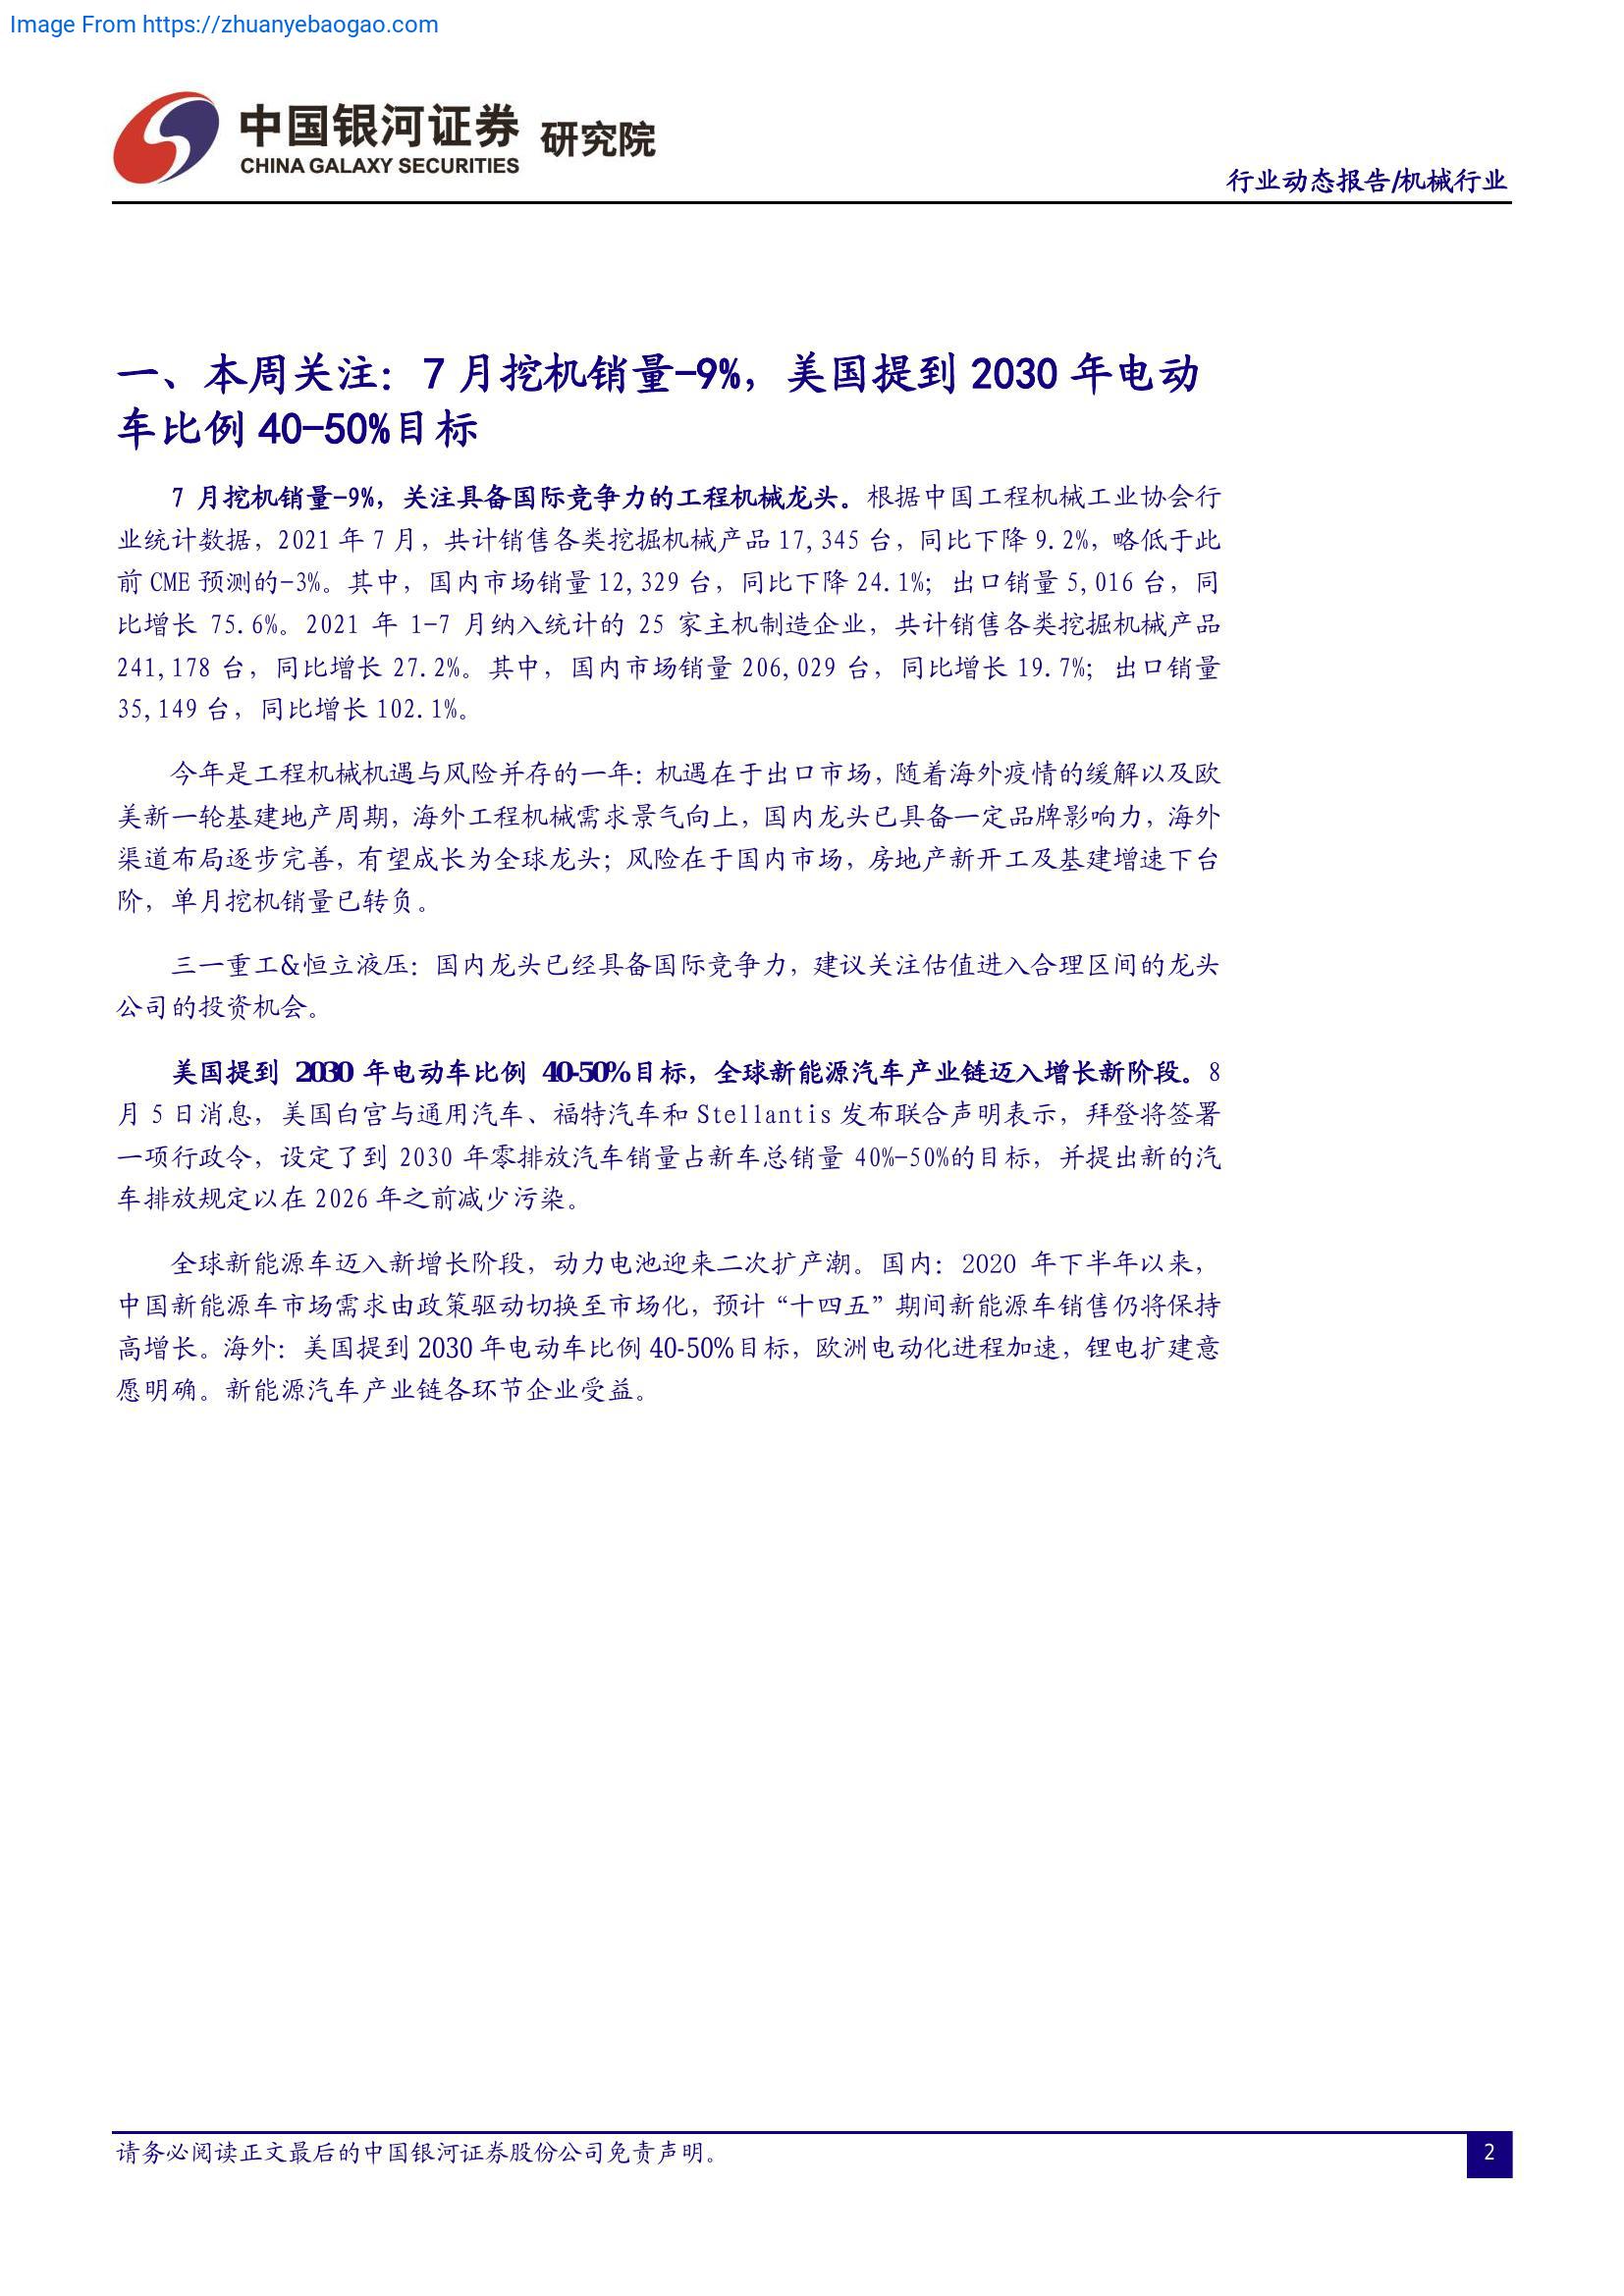 Image From https://zhuanyebaogao.com
中国银河证券 研究院
CHINA GALAXY SECURITIES
行业动态报告/机械行业
一、本周关注：7 月挖机销量-9%，美国提到 2030 年电动
车比例 40-50%目标
7 月挖机销量-9%，关注具备国际竞争力的工程机械龙头。根据中国工程机械工业协会行
业统计数据，2021 年 7 月，共计销售各类挖掘机械产品 17,345 台，同比下降 9.2%，略低于此
前 CME 预测的-3%。其中，国内市场销量 12,329 台，同比下降 24.1%；出口销量 5,016 台，同
比增长 75.6%。2021 年 1-7 月纳入统计的 25 家主机制造企业，共计销售各类挖掘机械产品
241,178 台，同比增长 27.2%。其中，国内市场销量 206,029 台，同比增长 19.7%；出口销量
35,149 台，同比增长 102.1%。
今年是工程机械机遇与风险并存的一年：机遇在于出口市场，随着海外疫情的缓解以及欧
美新一轮基建地产周期，海外工程机械需求景气向上，国内龙头已具备一定品牌影响力，海外
渠道布局逐步完善，有望成长为全球龙头；风险在于国内市场，房地产新开工及基建增速下台
阶，单月挖机销量已转负。
三一重工&恒立液压：国内龙头已经具备国际竞争力，建议关注估值进入合理区间的龙头
公司的投资机会。
美国提到 2030 年电动车比例 40-50%目标，全球新能源汽车产业链迈入增长新阶段。8
月 5 日消息，美国白宫与通用汽车、福特汽车和 Stellantis 发布联合声明表示，拜登将签署
一项行政令，设定了到 2030 年零排放汽车销量占新车总销量 40%-50%的目标，并提出新的汽
车排放规定以在 2026 年之前减少污染。
全球新能源车迈入新增长阶段，动力电池迎来二次扩产潮。国内：2020 年下半年以来，
中国新能源车市场需求由政策驱动切换至市场化，预计“十四五”期间新能源车销售仍将保持
高增长。海外：美国提到 2030 年电动车比例 40-50%目标，欧洲电动化进程加速，锂电扩建意
愿明确。新能源汽车产业链各环节企业受益。
请务必阅读正文最后的中国银河证券股份公司免责声明。
2